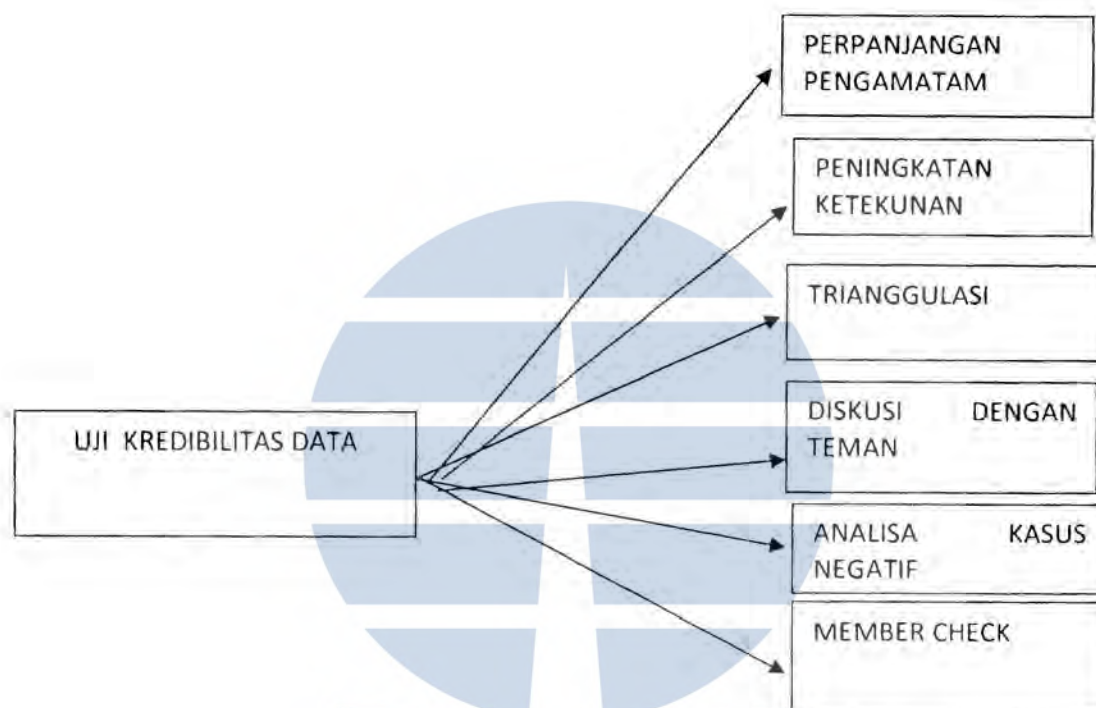 PERPANJANGAN
PENGAMATAM
PENINGKATAN
KETEKUNAN
TRIANGGULASI
UJI KREDIBILITAS DATA
DISKUSI DENGAN
TEMAN
ANALISA KASUS
NEGATIF
MEMBER CHECK